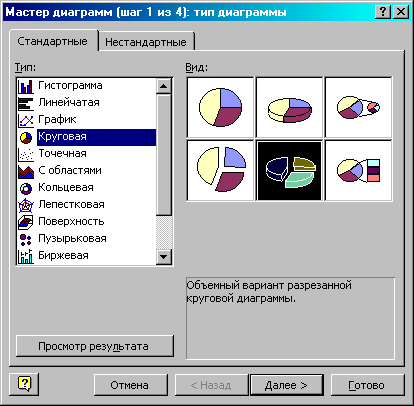 Мастер диаграмм (шаг 1 из 4): тип диаграммы
Стандартные
Нестандартные
Тип:
Гистограмма
Линейчатая
График
Круговая
Точечная
С областями
Кольцевая
Лепестковая
Поверхность
Пузырьковая
Биржевая
Вид:
Объемный вариант разрезанной
круговой диаграммы.
Просмотр результата
Отмена
< Назад
Далее >
Готово